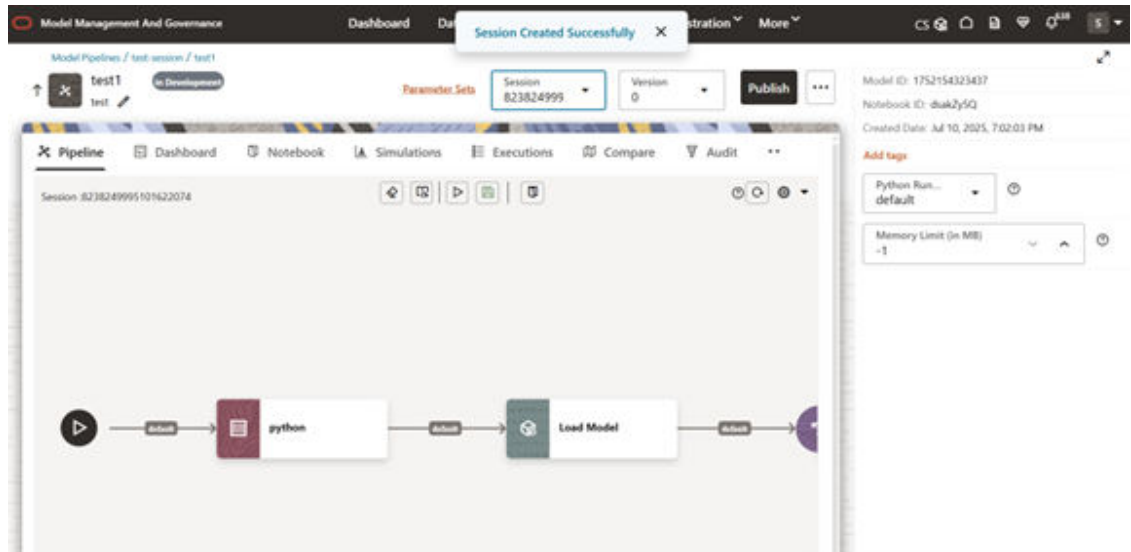 Model Management And Governance Dashboard Da stration More CS 5
Session Created Successfully X
Model Pipelines / test-session / test1
test1 In Development
test
Parameter Sets
Session
823824999
Version
0
Publish
Pipeline Dashboard Notebook Simulations Executions Compare Audit
Session :8238249995101622074
default python default Load Model default
Model ID: 1752154323437
Created Date: Jul 10, 2025, 7:02:03 PM
Add tags
Python Run...
default
Memory Limit (in MB)
-1